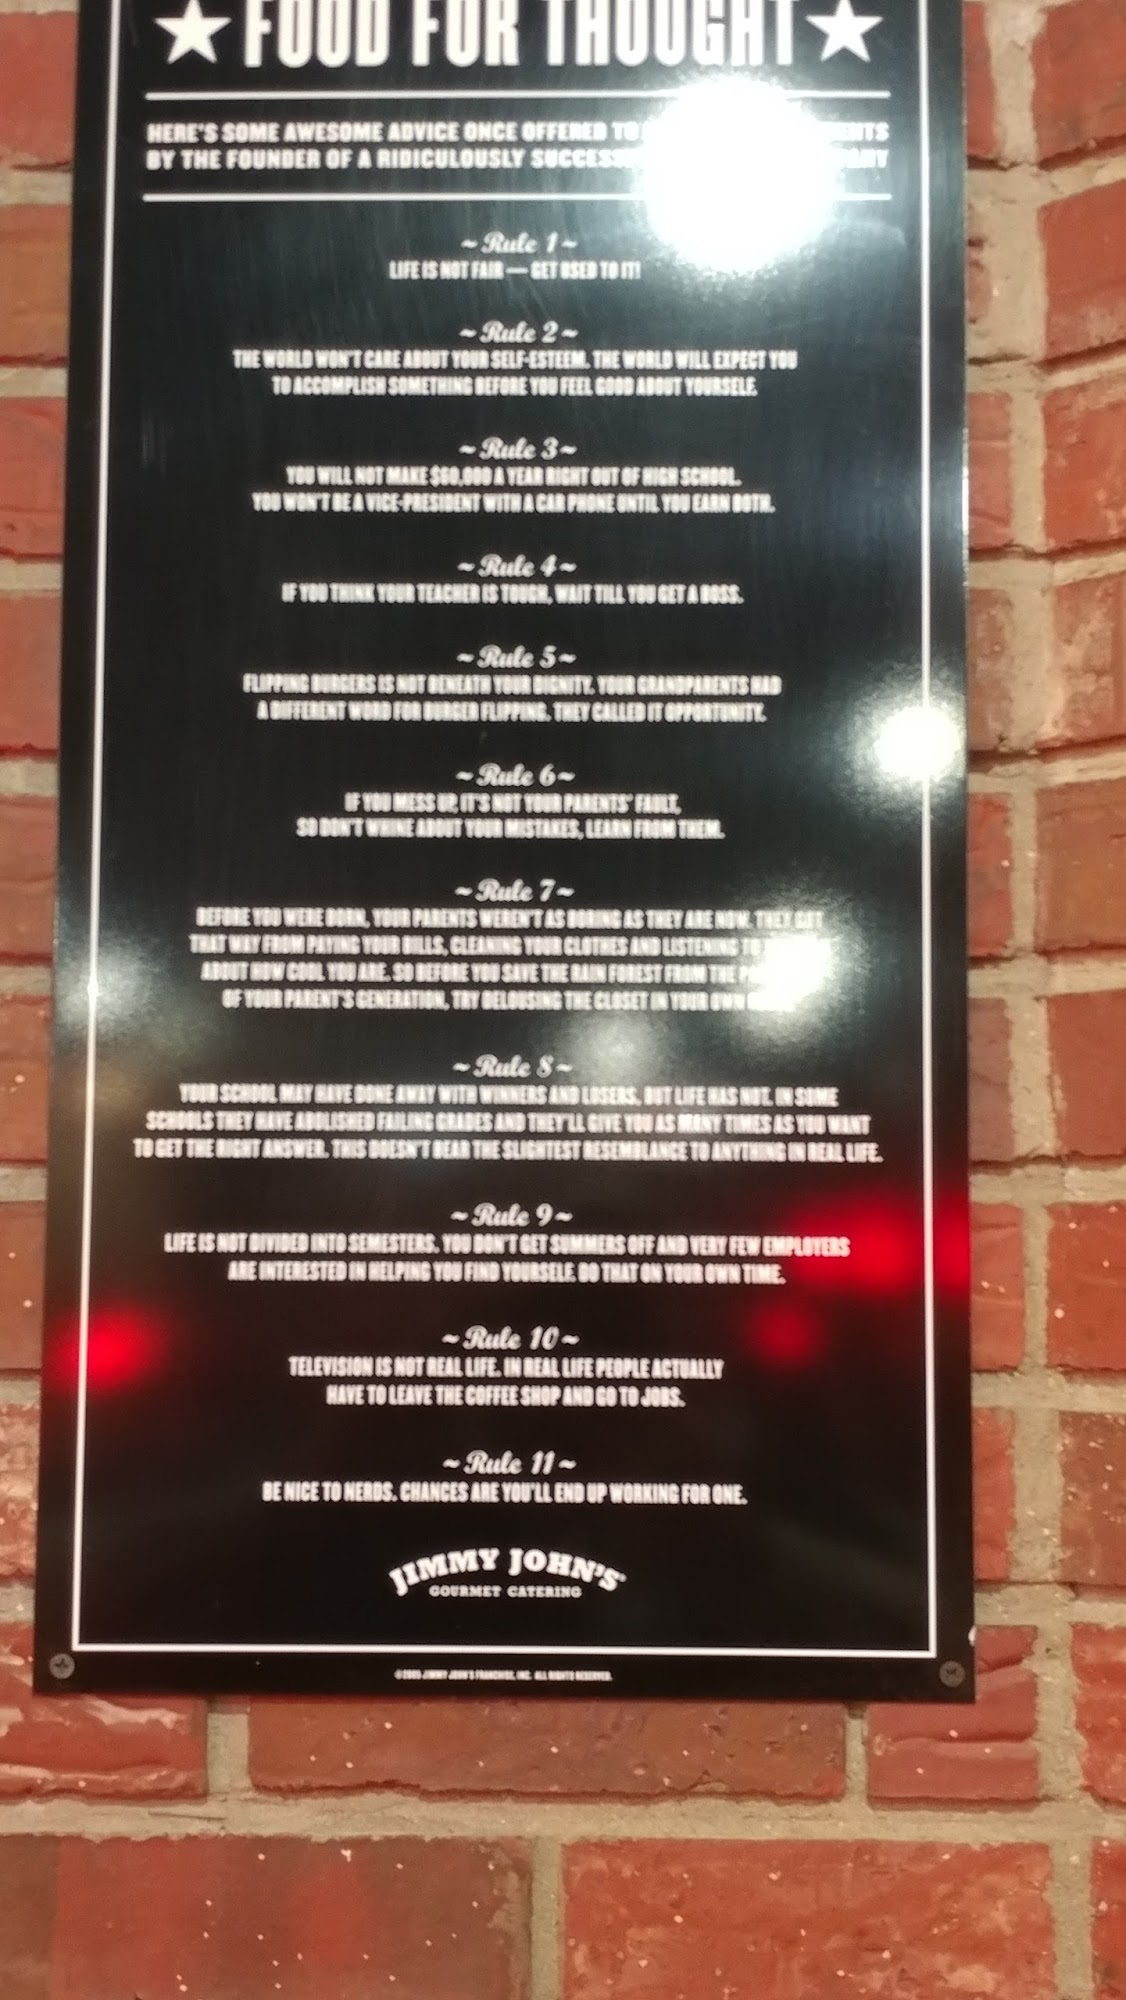 ★ FOOD FOR THOUGHT ★
HERE'S SOME AWESOME ADVICE ONCE OFFERED TO
BY THE FOUNDER OF A RIDICULOUSLY
~ Rule 1 ~
LIFE IS NOT FAIR — GET USED TO IT!
~ Rule 2 ~
THE WORLD WON'T CARE ABOUT YOUR SELF-ESTEEM. THE WORLD WILL EXPECT YOU
TO ACCOMPLISH SOMETHING BEFORE YOU FEEL GOOD ABOUT YOURSELF.
~ Rule 3 ~
YOU WILL NOT MAKE $60,000 A YEAR RIGHT OUT OF HIGH SCHOOL.
YOU WON'T BE A VICE-PRESIDENT WITH A CAR PHONE UNTIL YOU EARN BOTH.
~ Rule 4 ~
IF YOU THINK YOUR TEACHER IS TOUGH, WAIT TILL YOU GET A BOSS.
~ Rule 5 ~
FLIPPING BURGERS IS NOT BENEATH YOUR DIGNITY. YOUR GRANDPARENTS HAD
A DIFFERENT WORD FOR BURGER FLIPPING. THEY CALLED IT OPPORTUNITY.
~ Rule 6 ~
IF YOU MESS UP, IT'S NOT YOUR PARENTS' FAULT,
SO DON'T WHINE ABOUT YOUR MISTAKES, LEARN FROM THEM.
~ Rule 7 ~
BEFORE YOU WERE BORN, YOUR PARENTS WEREN'T AS BORING AS THEY ARE NOW. THEY GOT
THAT WAY FROM PAYING YOUR BILLS, CLEANING YOUR CLOTHES AND LISTENING TO
ABOUT HOW COOL YOU ARE. SO BEFORE YOU SAVE THE RAIN FOREST FROM THE
OF YOUR PARENT'S GENERATION, TRY DELOUSING THE CLOSET IN YOUR OWN
~ Rule 8 ~
YOUR SCHOOL MAY HAVE DONE AWAY WITH WINNERS AND LOSERS, BUT LIFE HAS NOT. IN SOME
SCHOOLS THEY HAVE ABOLISHED FAILING GRADES AND THEY'LL GIVE YOU AS MANY TIMES AS YOU WANT
TO GET THE RIGHT ANSWER. THIS DOESN'T BEAR THE SLIGHTEST RESEMBLANCE TO ANYTHING IN REAL LIFE.
~ Rule 9 ~
LIFE IS NOT DIVIDED INTO SEMESTERS. YOU DON'T GET SUMMERS OFF AND VERY FEW EMPLOYERS
ARE INTERESTED IN HELPING YOU FIND YOURSELF. DO THAT ON YOUR OWN TIME.
~ Rule 10 ~
TELEVISION IS NOT REAL LIFE. IN REAL LIFE PEOPLE ACTUALLY
HAVE TO LEAVE THE COFFEE SHOP AND GO TO JOBS.
~ Rule 11 ~
BE NICE TO NERDS. CHANCES ARE YOU'LL END UP WORKING FOR ONE.
JIMMY JOHN'S
GOURMET CATERING
©2005 JIMMY JOHN'S FRANCHISE, INC. ALL RIGHTS RESERVED.